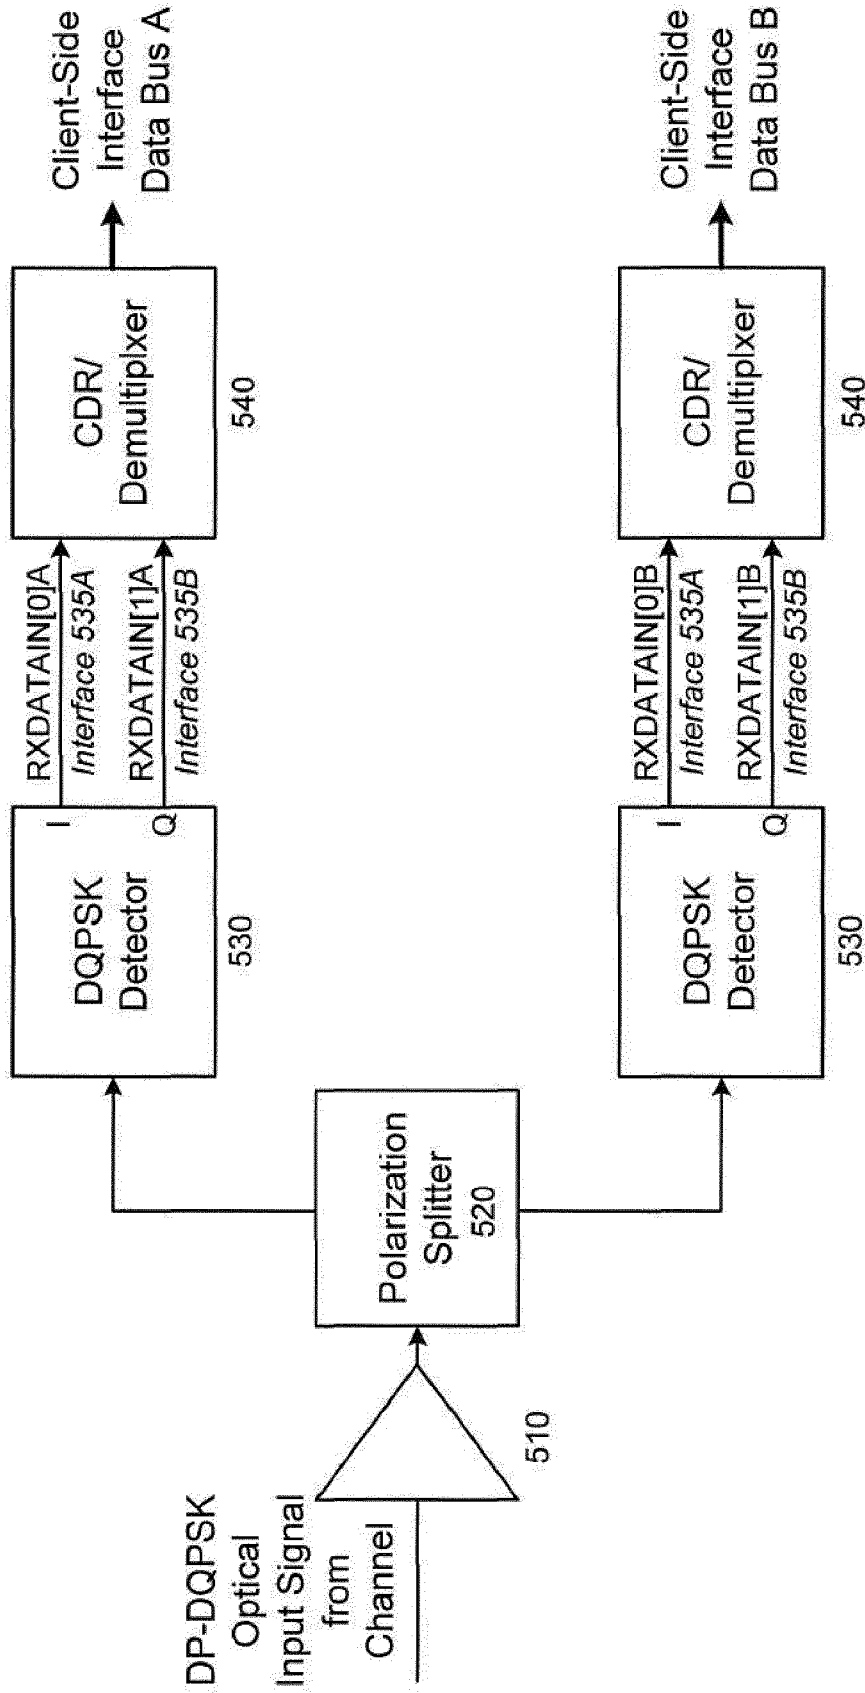 DP-DQPSK
Optical
Input Signal
from
Channel
510
Polarization
Splitter
520
DQPSK
Detector
I
Q
530
RXDATAIN[0]A
Interface 535A
RXDATAIN[1]A
Interface 535B
CDR/
Demultiplxer
540
Client-Side
Interface
Data Bus A
DQPSK
Detector
I
Q
530
RXDATAIN[0]B
Interface 535A
RXDATAIN[1]B
Interface 535B
CDR/
Demultiplxer
540
Client-Side
Interface
Data Bus B